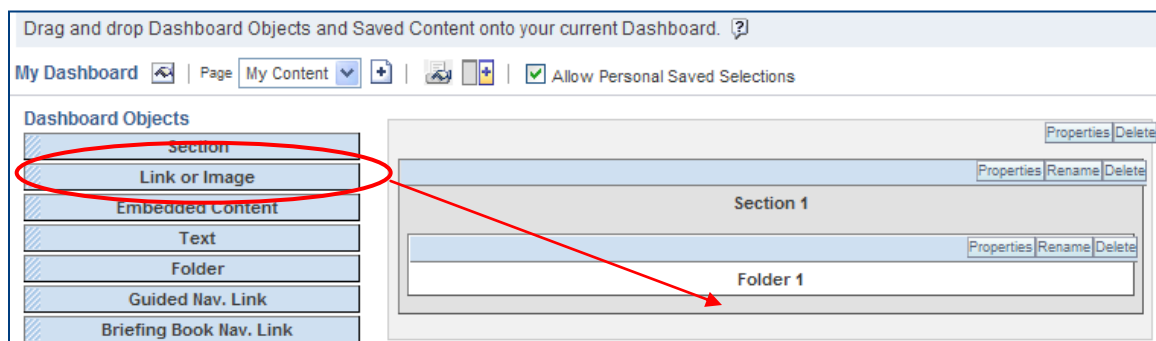 Drag and drop Dashboard Objects and Saved Content onto your current Dashboard.
My Dashboard | Page My Content | | Allow Personal Saved Selections
Dashboard Objects
Section
Link or Image
Embedded Content
Text
Folder
Guided Nav. Link
Briefing Book Nav. Link
Properties Delete
Properties Rename Delete
Section 1
Properties Rename Delete
Folder 1